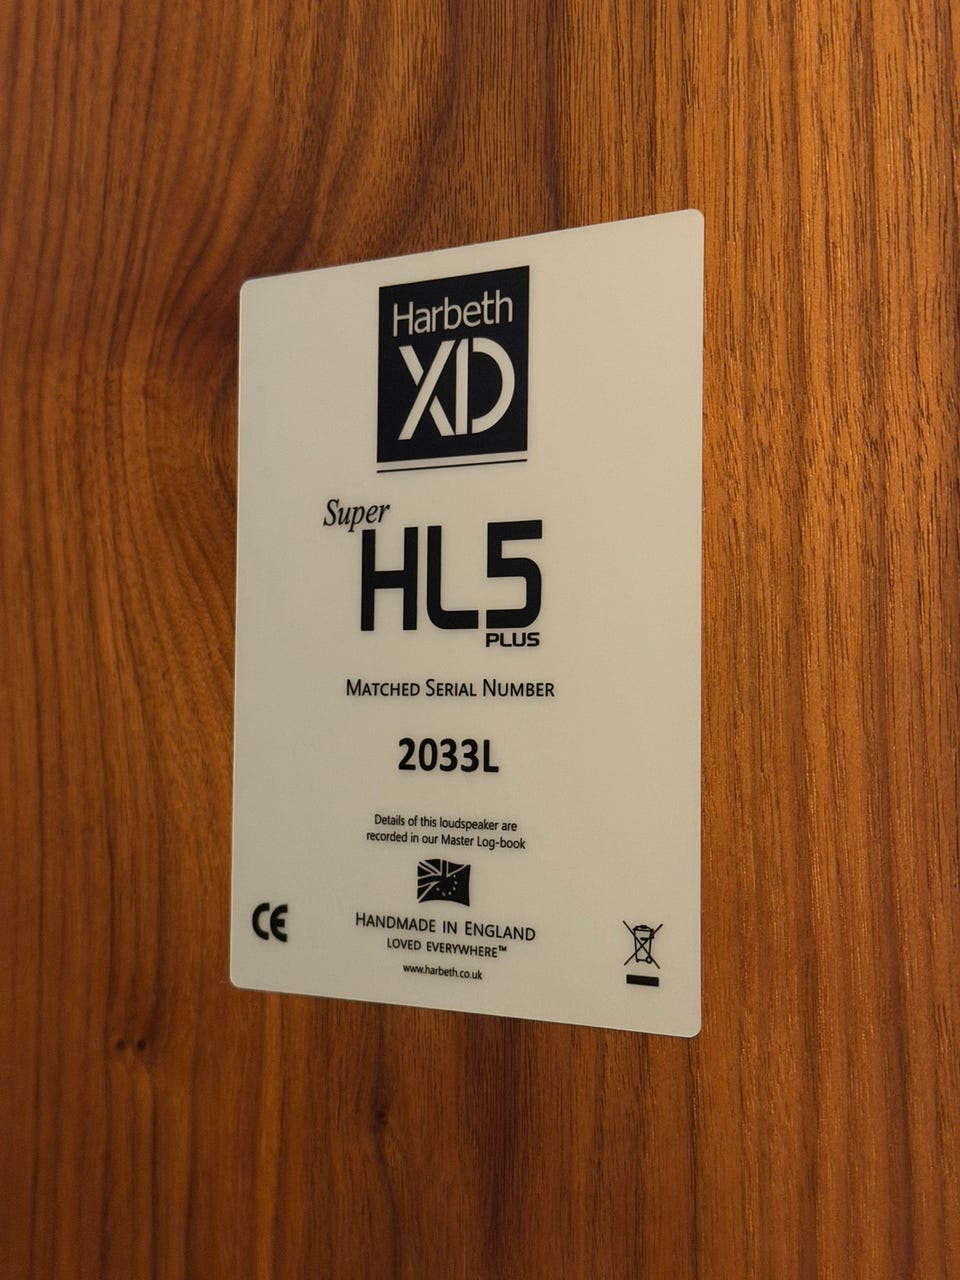 Harbeth
XD
Super
HL5
PLUS
MATCHED SERIAL NUMBER
2033L
Details of this loudspeaker are
recorded in our Master Log-book
CE
HANDMADE IN ENGLAND
LOVED EVERYWHERE™
www.harbeth.co.uk